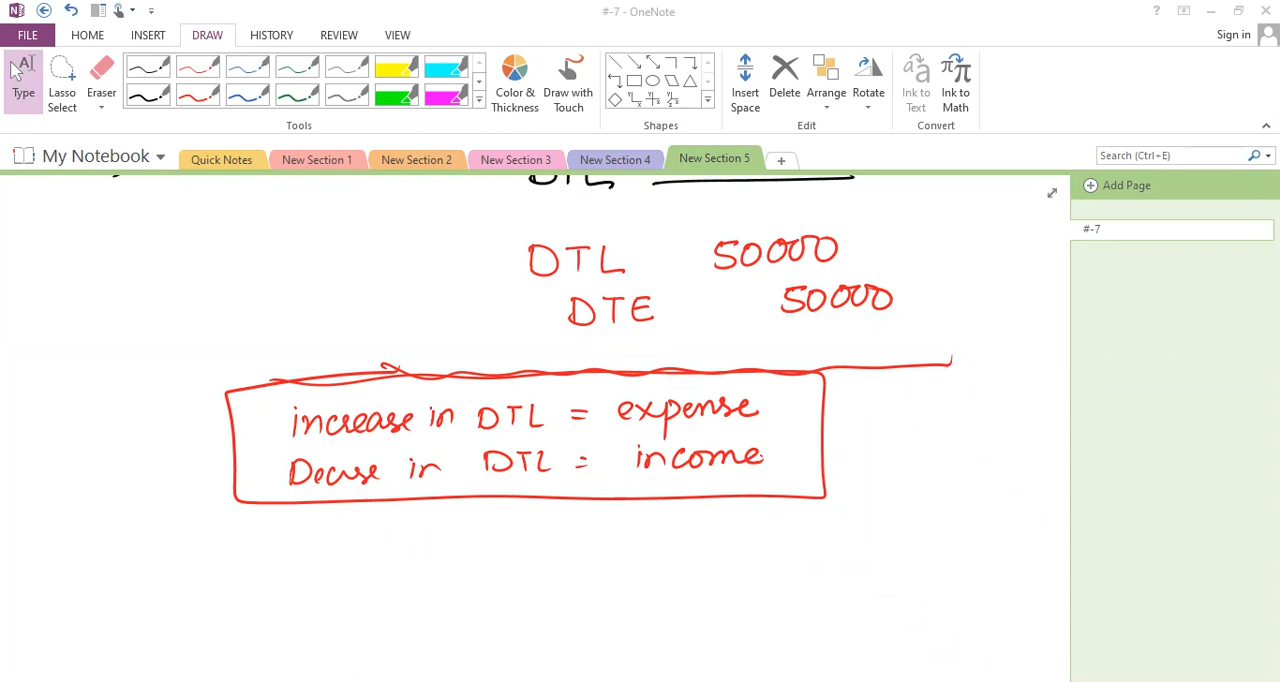 #-7 - OneNote
Sign in
FILE HOME INSERT DRAW HISTORY REVIEW VIEW
Type Lasso Select Eraser Color & Thickness Draw with Touch Insert Space Delete Arrange Rotate Ink to Text Ink to Math
Tools Shapes Edit Convert
My Notebook Quick Notes New Section 1 New Section 2 New Section 3 New Section 4 New Section 5 Search (Ctrl+E)
Add Page
#-7
DTL
DTL 50000
DTE 50000
increase in DTL = expense
Decrse in DTL = income